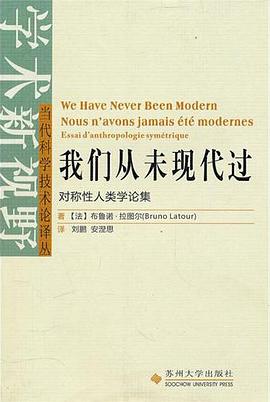 学术新视野
当代科学技术论译丛
We Have Never Been Modern
Nous n'avons jamais été modernes
Essai d'anthropologie symétrique
我们从未现代过
对称性人类学论集
著 【法】布鲁诺·拉图尔(Bruno Latour)
译 刘鹏 安涅思
苏州大学出版社
SOOCHOW UNIVERSITY PRESS